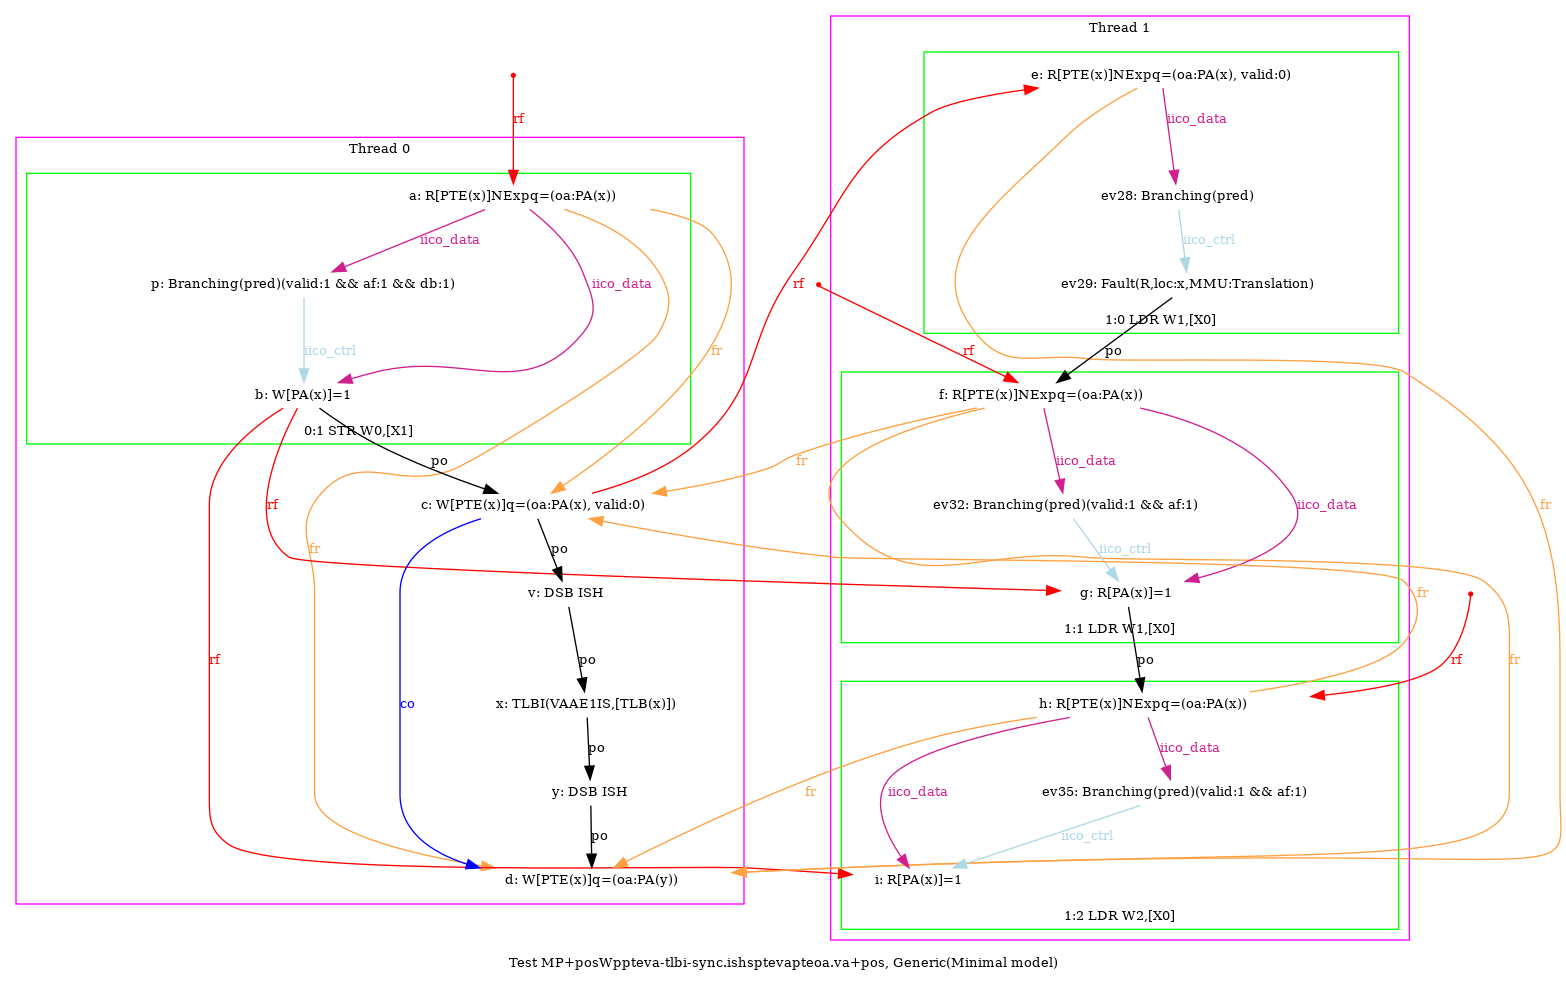 Thread 1
e: R[PTE(x)]NExpq=(oa:PA(x), valid:0)
rf
iico_data
Thread 0
a: R[PTE(x)]NExpq=(oa:PA(x))
ev28: Branching(pred)
iico_data
iico_ctrl
p: Branching(pred)(valid:1 && af:1 && db:1)
iico_data
rf
ev29: Fault(R,loc:x,MMU:Translation)
1:0 LDR W1,[X0]
iico_ctrl
fr
rf
po
b: W[PA(x)]=1
f: R[PTE(x)]NExpq=(oa:PA(x))
0:1 STR W0,[X1]
po
fr
iico_data
rf
c: W[PTE(x)]q=(oa:PA(x), valid:0)
ev32: Branching(pred)(valid:1 && af:1)
iico_data
fr
fr
po
iico_ctrl
v: DSB ISH
g: R[PA(x)]=1
fr
1:1 LDR W1,[X0]
rf
po
po
rf
fr
co
x: TLBI(VAAE1IS,[TLB(x)])
h: R[PTE(x)]NExpq=(oa:PA(x))
po
iico_data
y: DSB ISH
fr
iico_data
ev35: Branching(pred)(valid:1 && af:1)
po
iico_ctrl
d: W[PTE(x)]q=(oa:PA(y))
i: R[PA(x)]=1
1:2 LDR W2,[X0]
Test MP+posWppteva-tlbi-sync.ishsptevapteoa.va+pos, Generic(Minimal model)